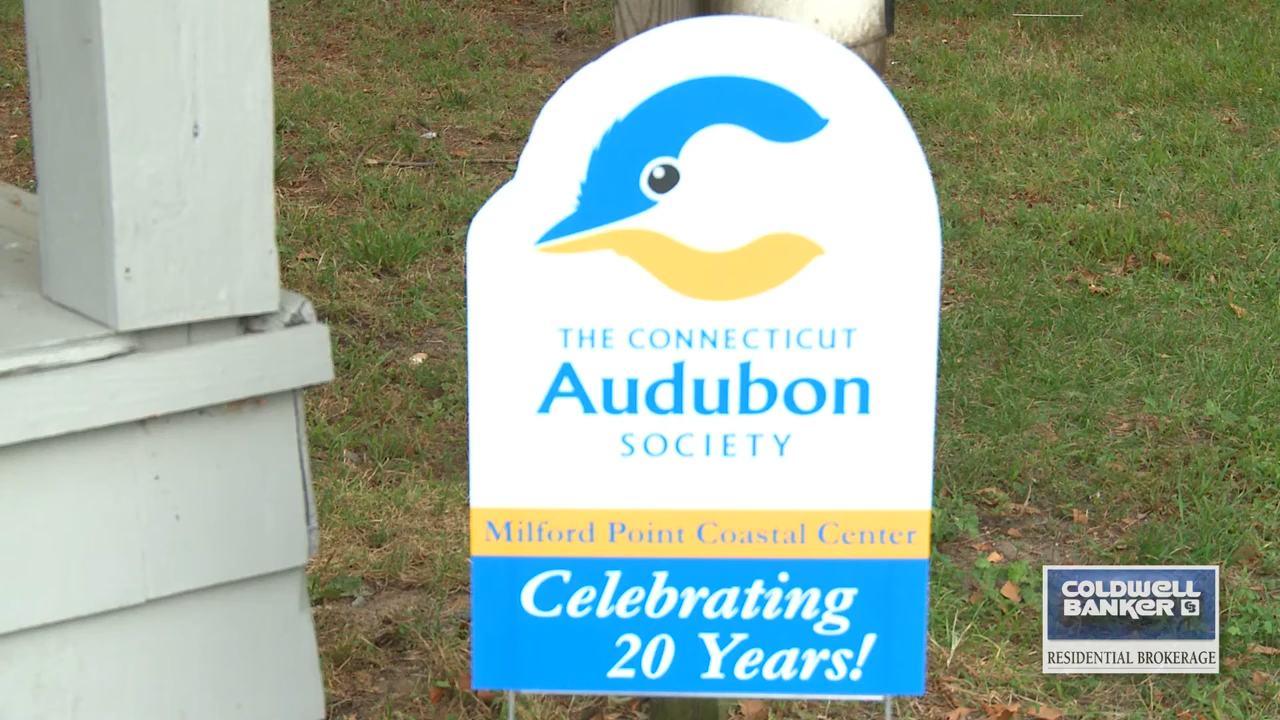 THE CONNECTICUT
Audubon
SOCIETY
Milford Point Coastal Center
Celebrating
20 Years!
COLDWELL
BANKER
RESIDENTIAL BROKERAGE